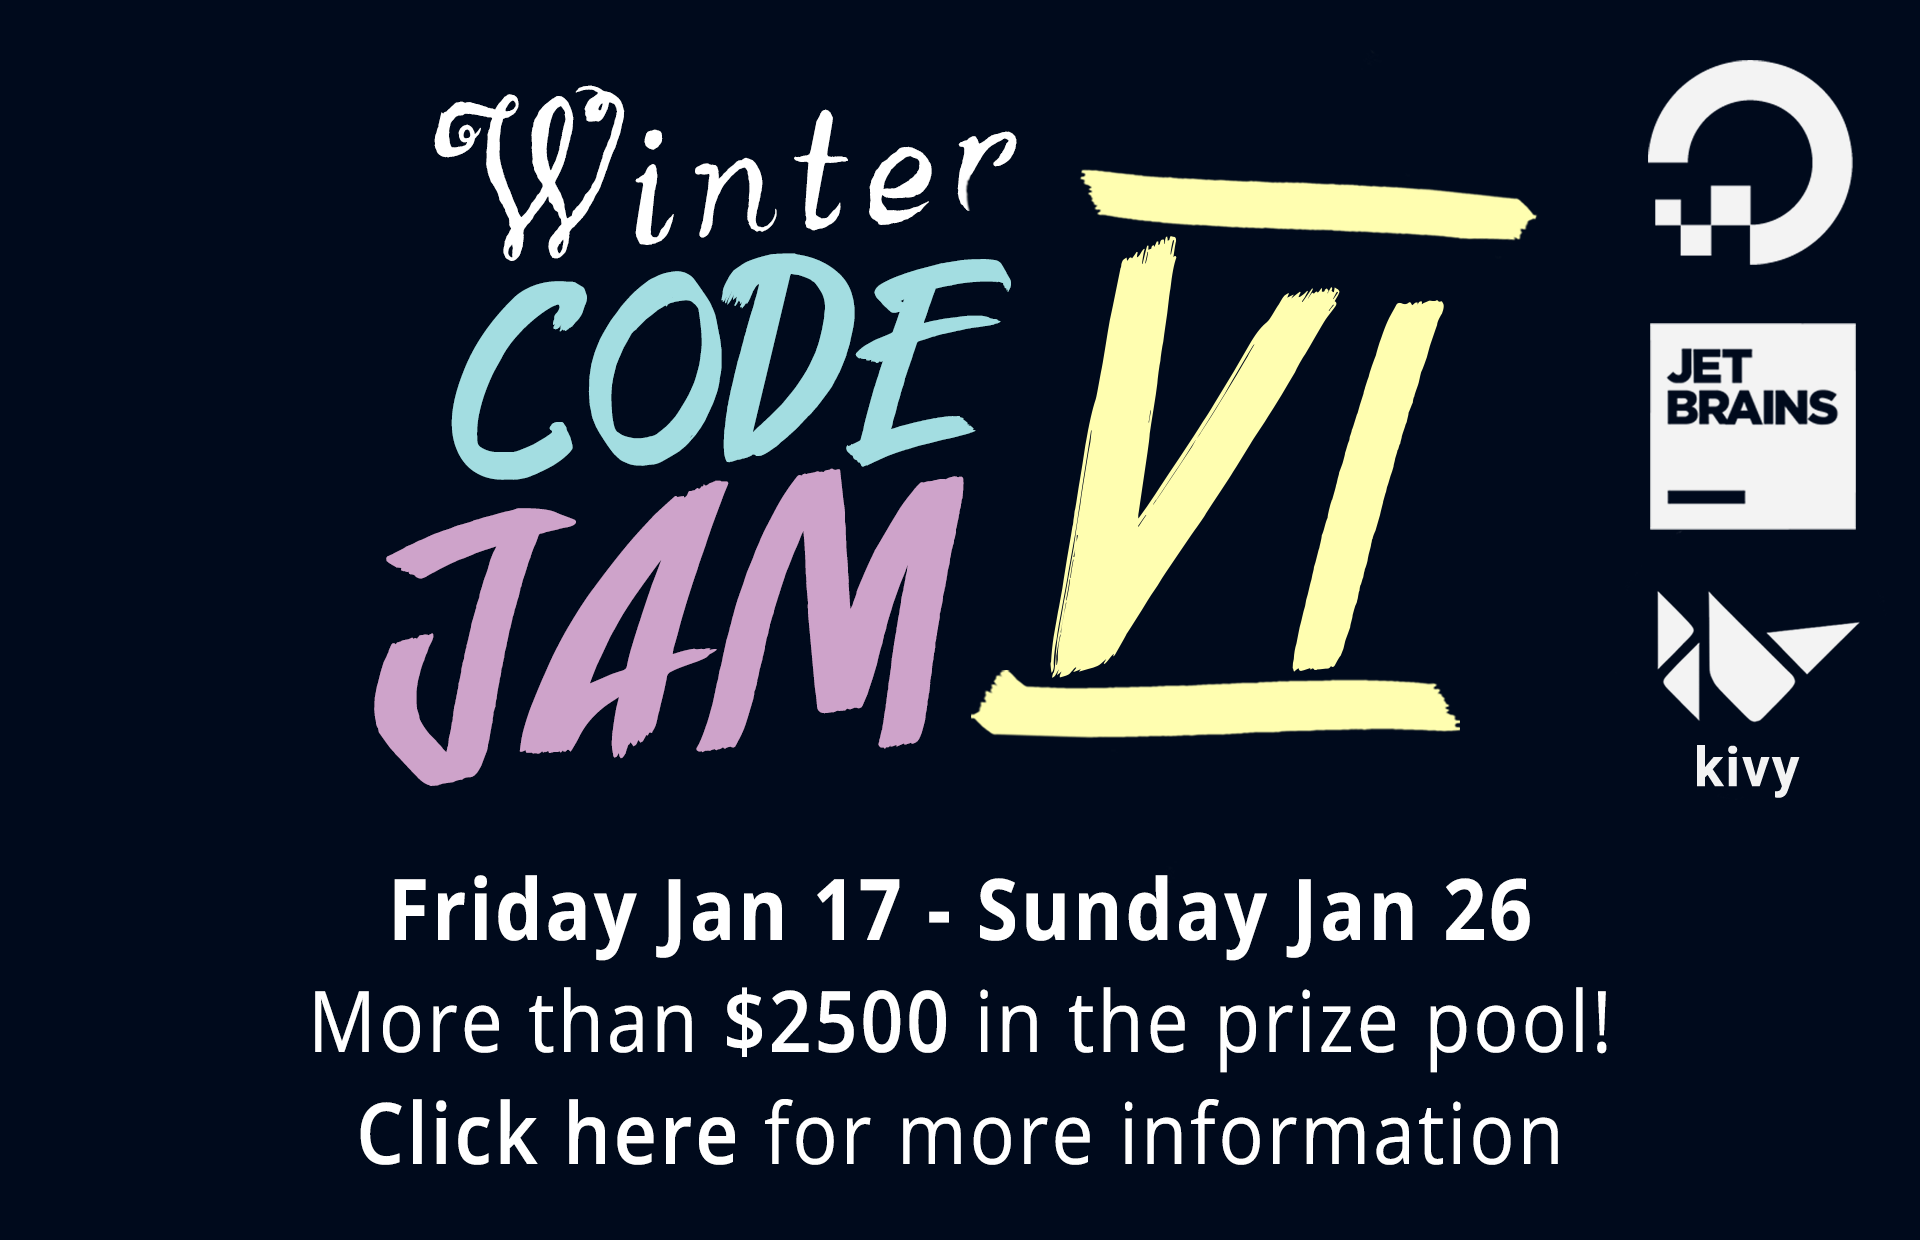 Winter
CODE
JAM
VI
JET
BRAINS
kivy
Friday Jan 17 - Sunday Jan 26
More than $2500 in the prize pool!
Click here for more information